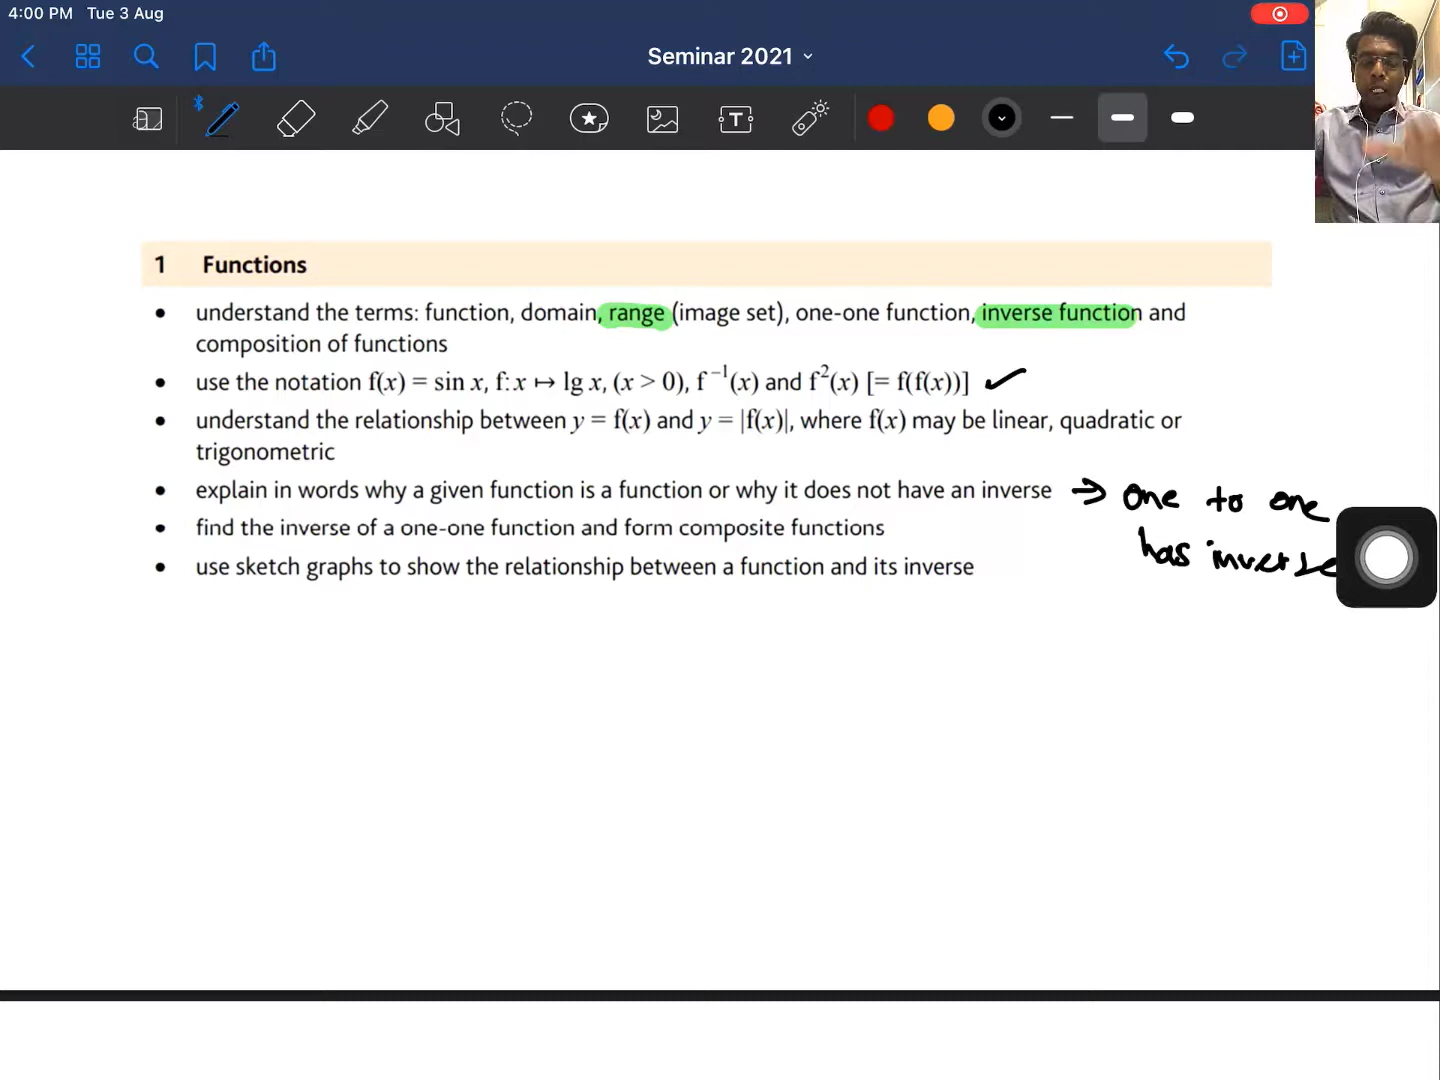 4:00 PM Tue 3 Aug
Seminar 2021
T
1 Functions
• understand the terms: function, domain, range (image set), one-one function, inverse function and
composition of functions
• use the notation f(x) = sin x, f: x ↦ lg x, (x > 0), f⁻¹(x) and f²(x) [= f(f(x))] ✓
• understand the relationship between y = f(x) and y = |f(x)|, where f(x) may be linear, quadratic or
trigonometric
• explain in words why a given function is a function or why it does not have an inverse → one to one
has inverse
• find the inverse of a one-one function and form composite functions
• use sketch graphs to show the relationship between a function and its inverse